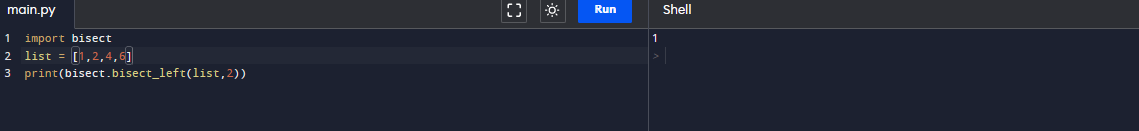 main.py Run Shell
1 import bisect
2 list = [1,2,4,6]
3 print(bisect.bisect_left(list,2))
1
>